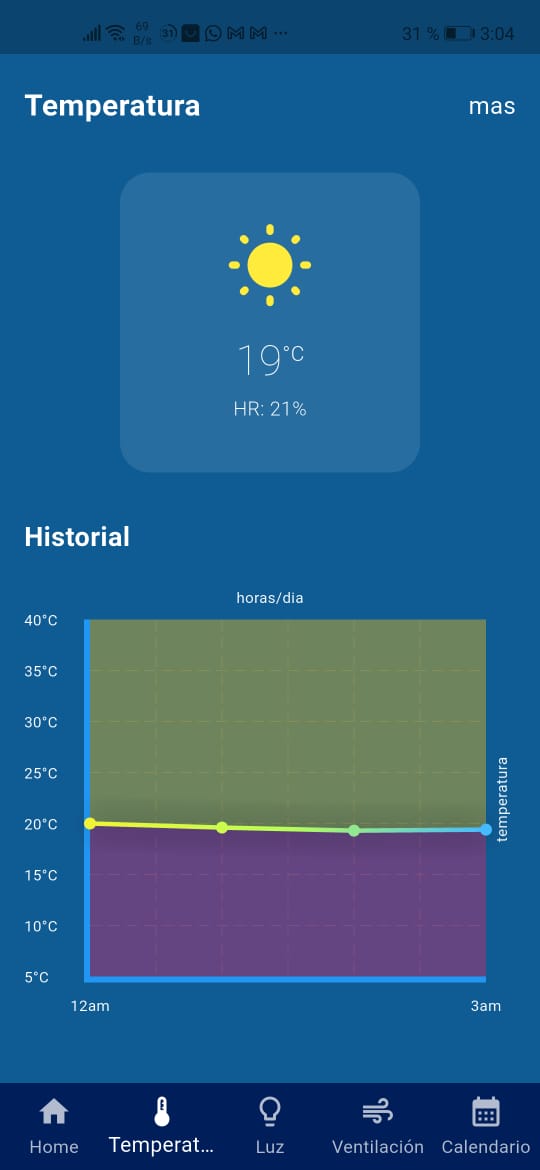 69
B/s
31
31 %
3:04
Temperatura
mas
19°C
HR: 21%
Historial
horas/dia
40°C
35°C
30°C
25°C
20°C
15°C
10°C
5°C
temperatura
12am
3am
Home
Temperat...
Luz
Ventilación
Calendario